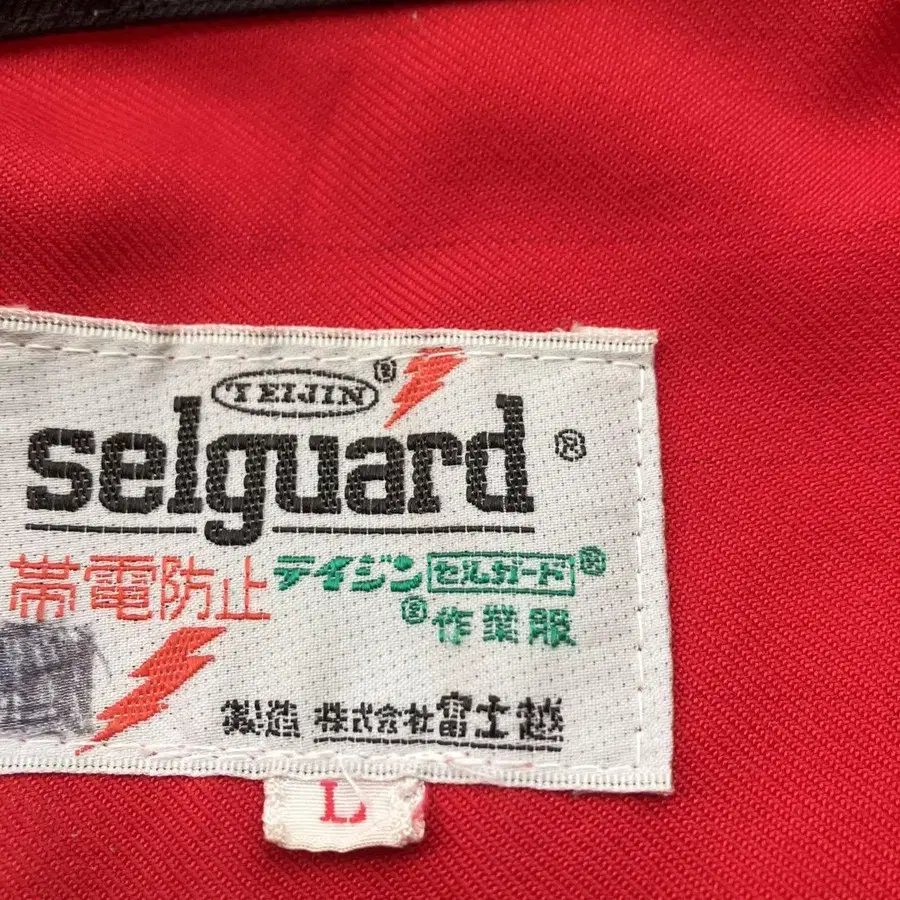 TEIJIN®
selguard®
帯電防止 テイジン セルガード®
®作業服
製造 株式会社 富士越
L